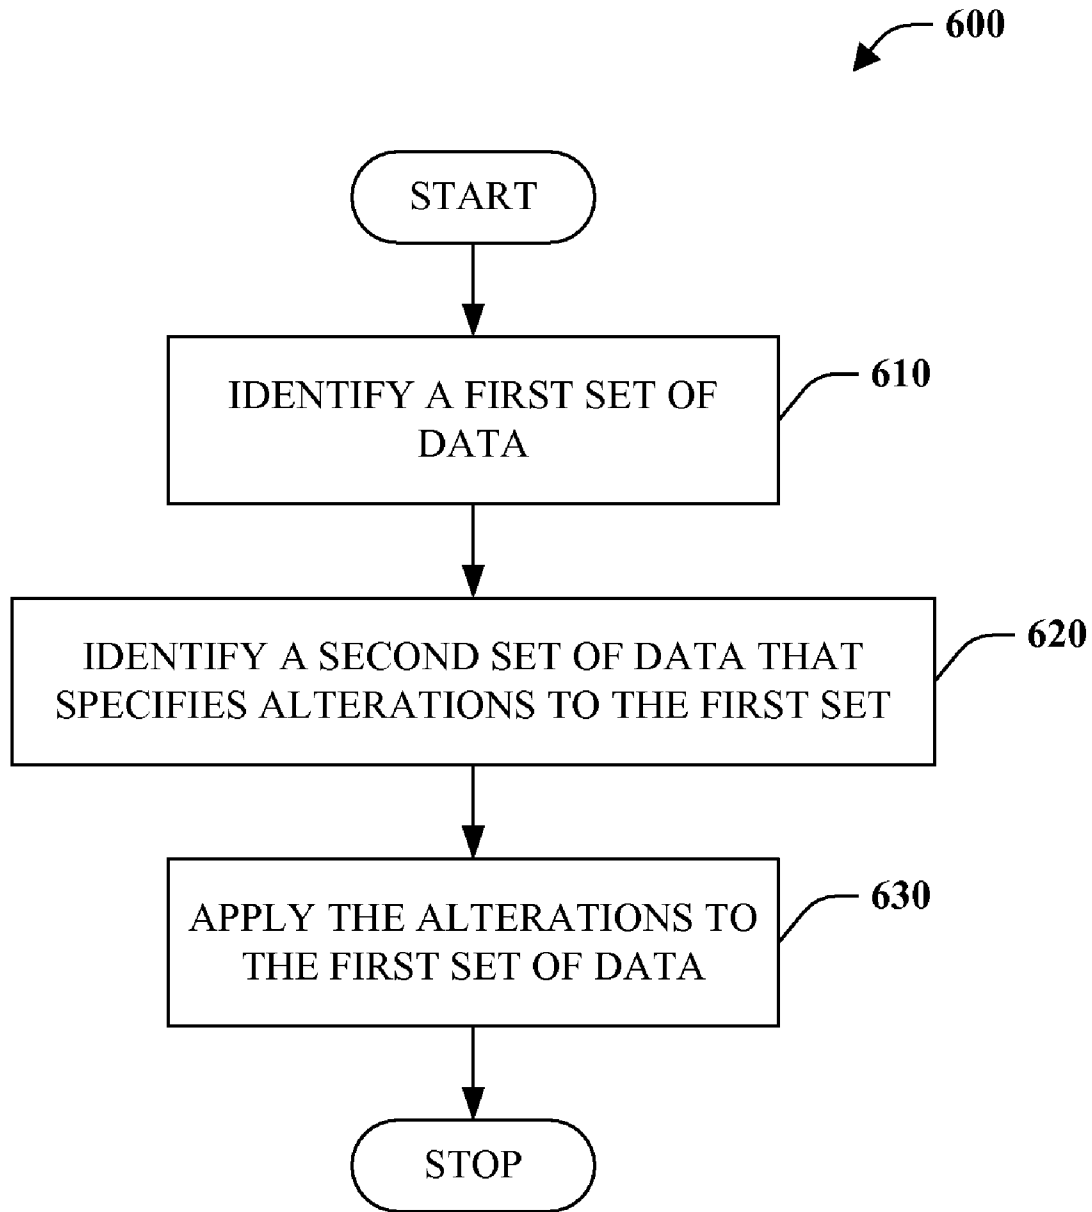 600
START
IDENTIFY A FIRST SET OF
DATA
610
IDENTIFY A SECOND SET OF DATA THAT
SPECIFIES ALTERATIONS TO THE FIRST SET
620
APPLY THE ALTERATIONS TO
THE FIRST SET OF DATA
630
STOP